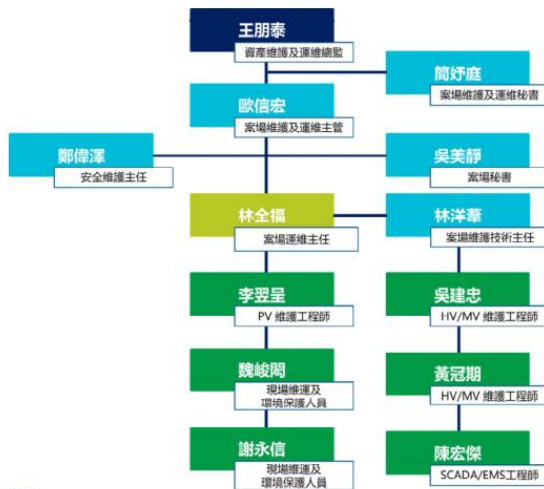 王朋泰
資產維護及運維總監
簡妤庭
案場維護及運維秘書
歐信宏
案場維護及運維主管
鄭偉澤
安全維護主任
吳美靜
案場秘書
林全福
案場運維主任
林洋葦
案場維護技術主任
李翌呈
PV 維護工程師
吳建忠
HV/MV 維護工程師
魏峻閎
現場維運及
環境保護人員
黃冠期
HV/MV 維護工程師
謝永信
現場維運及
環境保護人員
陳宏傑
SCADA/EMS工程師